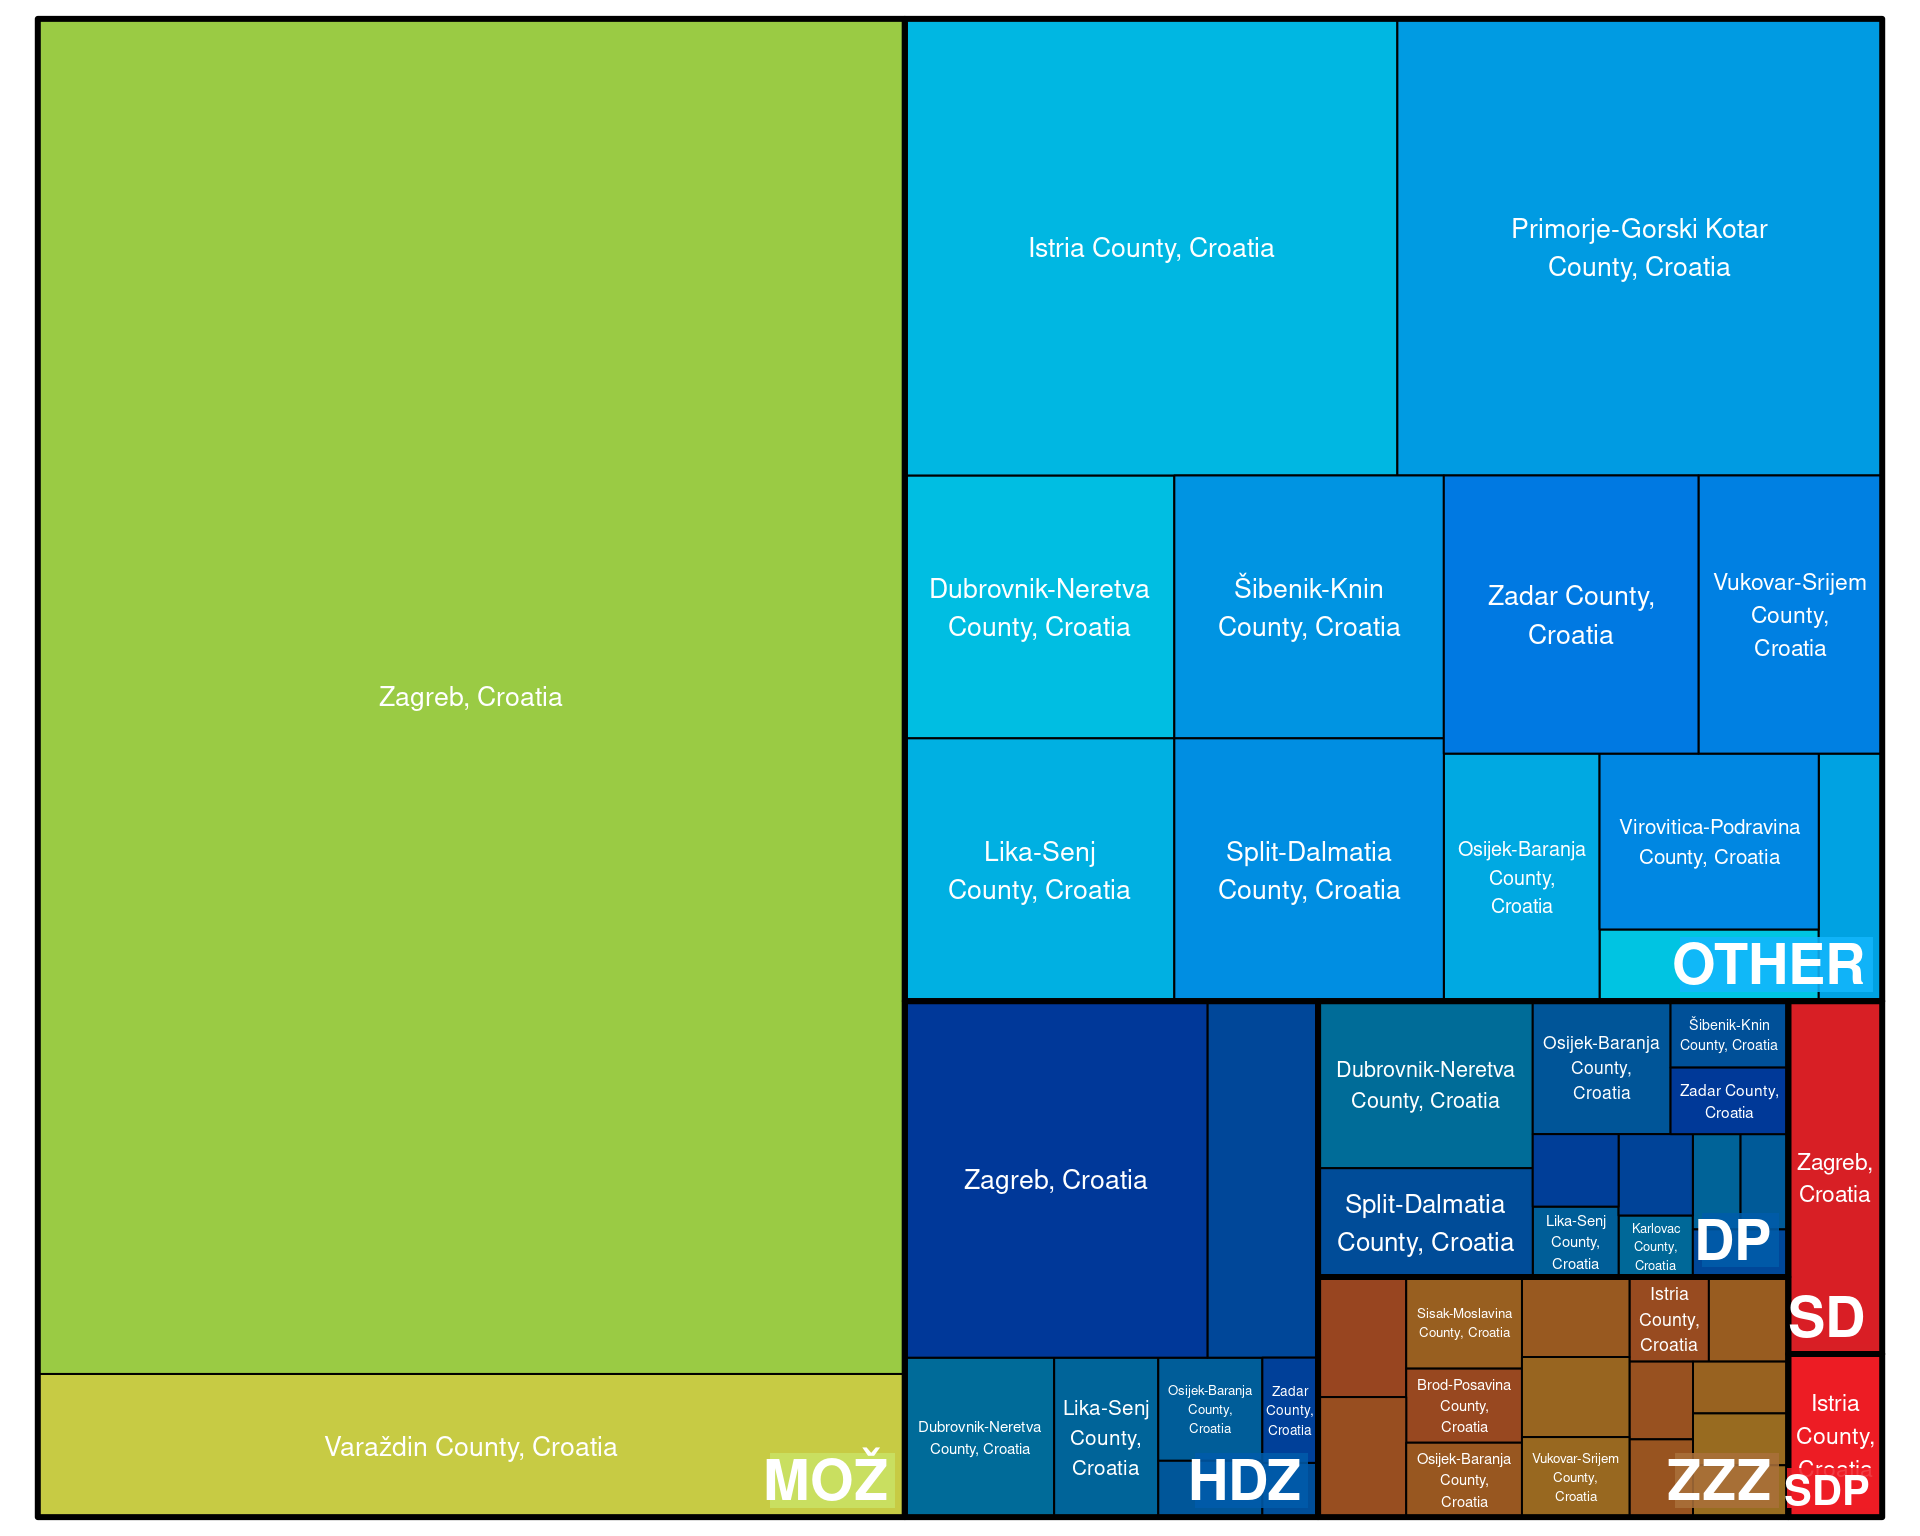 Zagreb, Croatia
Varaždin County, Croatia
MOŽ
Istria County, Croatia
Primorje-Gorski Kotar
County, Croatia
Dubrovnik-Neretva
County, Croatia
Šibenik-Knin
County, Croatia
Zadar County,
Croatia
Vukovar-Srijem
County,
Croatia
Lika-Senj
County, Croatia
Split-Dalmatia
County, Croatia
Osijek-Baranja
County,
Croatia
Virovitica-Podravina
County, Croatia
OTHER
Zagreb, Croatia
Dubrovnik-Neretva
County, Croatia
Lika-Senj
County,
Croatia
Osijek-Baranja
County,
Croatia
Zadar
County,
Croatia
HDZ
Dubrovnik-Neretva
County, Croatia
Split-Dalmatia
County, Croatia
Osijek-Baranja
County,
Croatia
Šibenik-Knin
County, Croatia
Zadar County,
Croatia
Lika-Senj
County,
Croatia
Karlovac
County,
Croatia
DP
Sisak-Moslavina
County, Croatia
Brod-Posavina
County,
Croatia
Osijek-Baranja
County,
Croatia
Vukovar-Srijem
County,
Croatia
Istria
County,
Croatia
ZZZ
Zagreb,
Croatia
SD
Istria
County,
Croatia
SDP